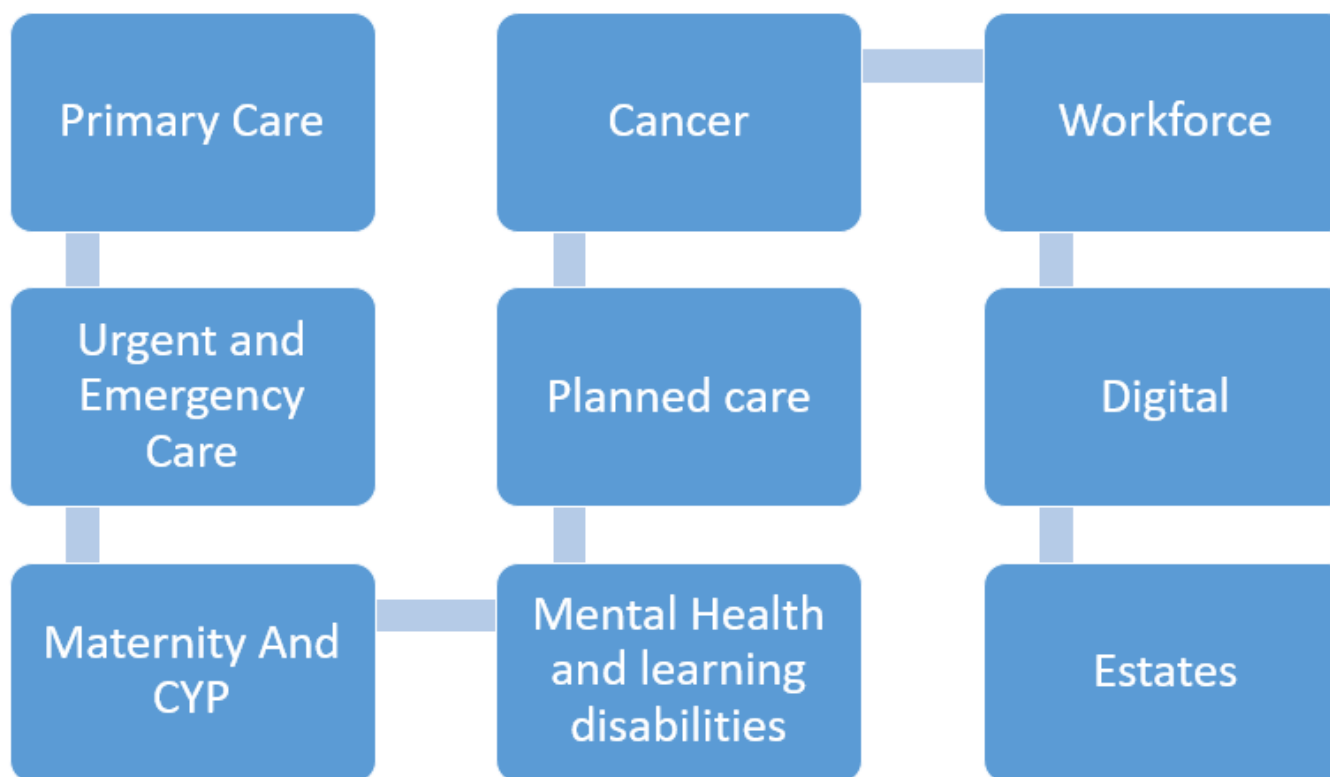 Primary Care
Urgent and
Emergency
Care
Maternity And
CYP
Mental Health
and learning
disabilities
Planned care
Cancer
Workforce
Digital
Estates